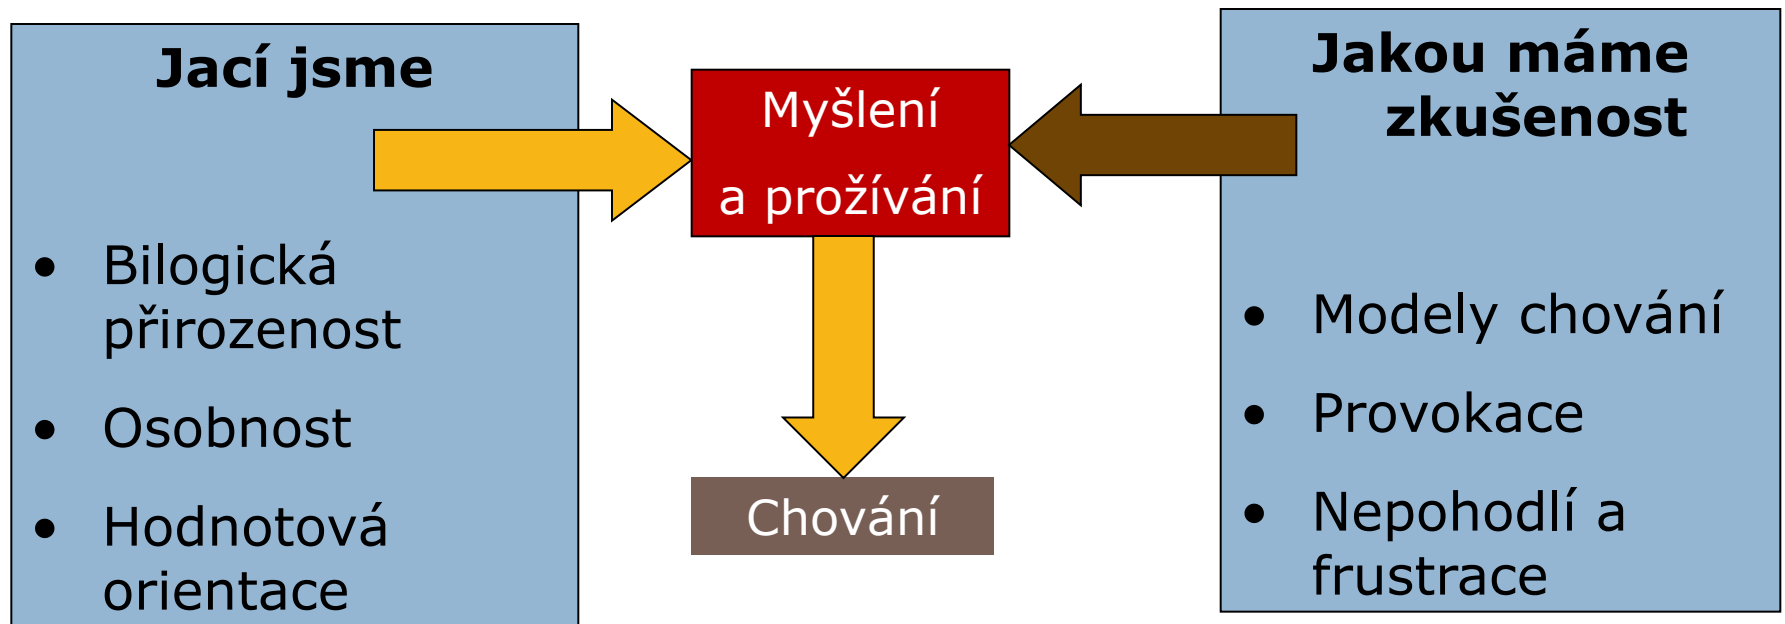 Jací jsme
• Bilogická
přirozenost
• Osobnost
• Hodnotová
orientace
Myšlení
a prožívání
Chování
Jakou máme
zkušenost
• Modely chování
• Provokace
• Nepohodlí a
frustrace